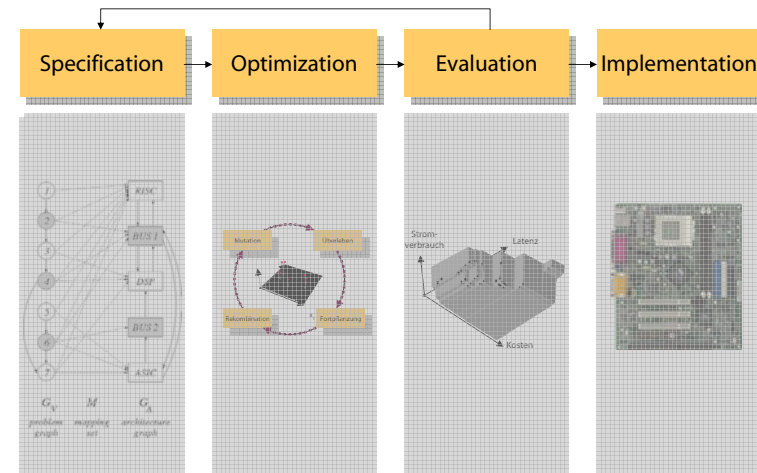 Specification
Optimization
Evaluation
Implementation
1
2
3
4
5
6
7
RISC
BUS 1
DSP
BUS 2
ASIC
G_V
M
G_A
problem
graph
mapping
set
architecture
graph
Mutation
Überleben
Rekombination
Fortpflanzung
Strom-
verbrauch
Latenz
Kosten